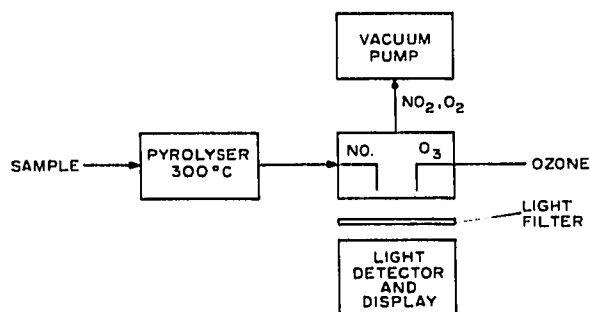 VACUUM
PUMP
NO₂,O₂
SAMPLE
PYROLYSER
300°C
NO.
O₃
OZONE
LIGHT
FILTER
LIGHT
DETECTOR
AND
DISPLAY